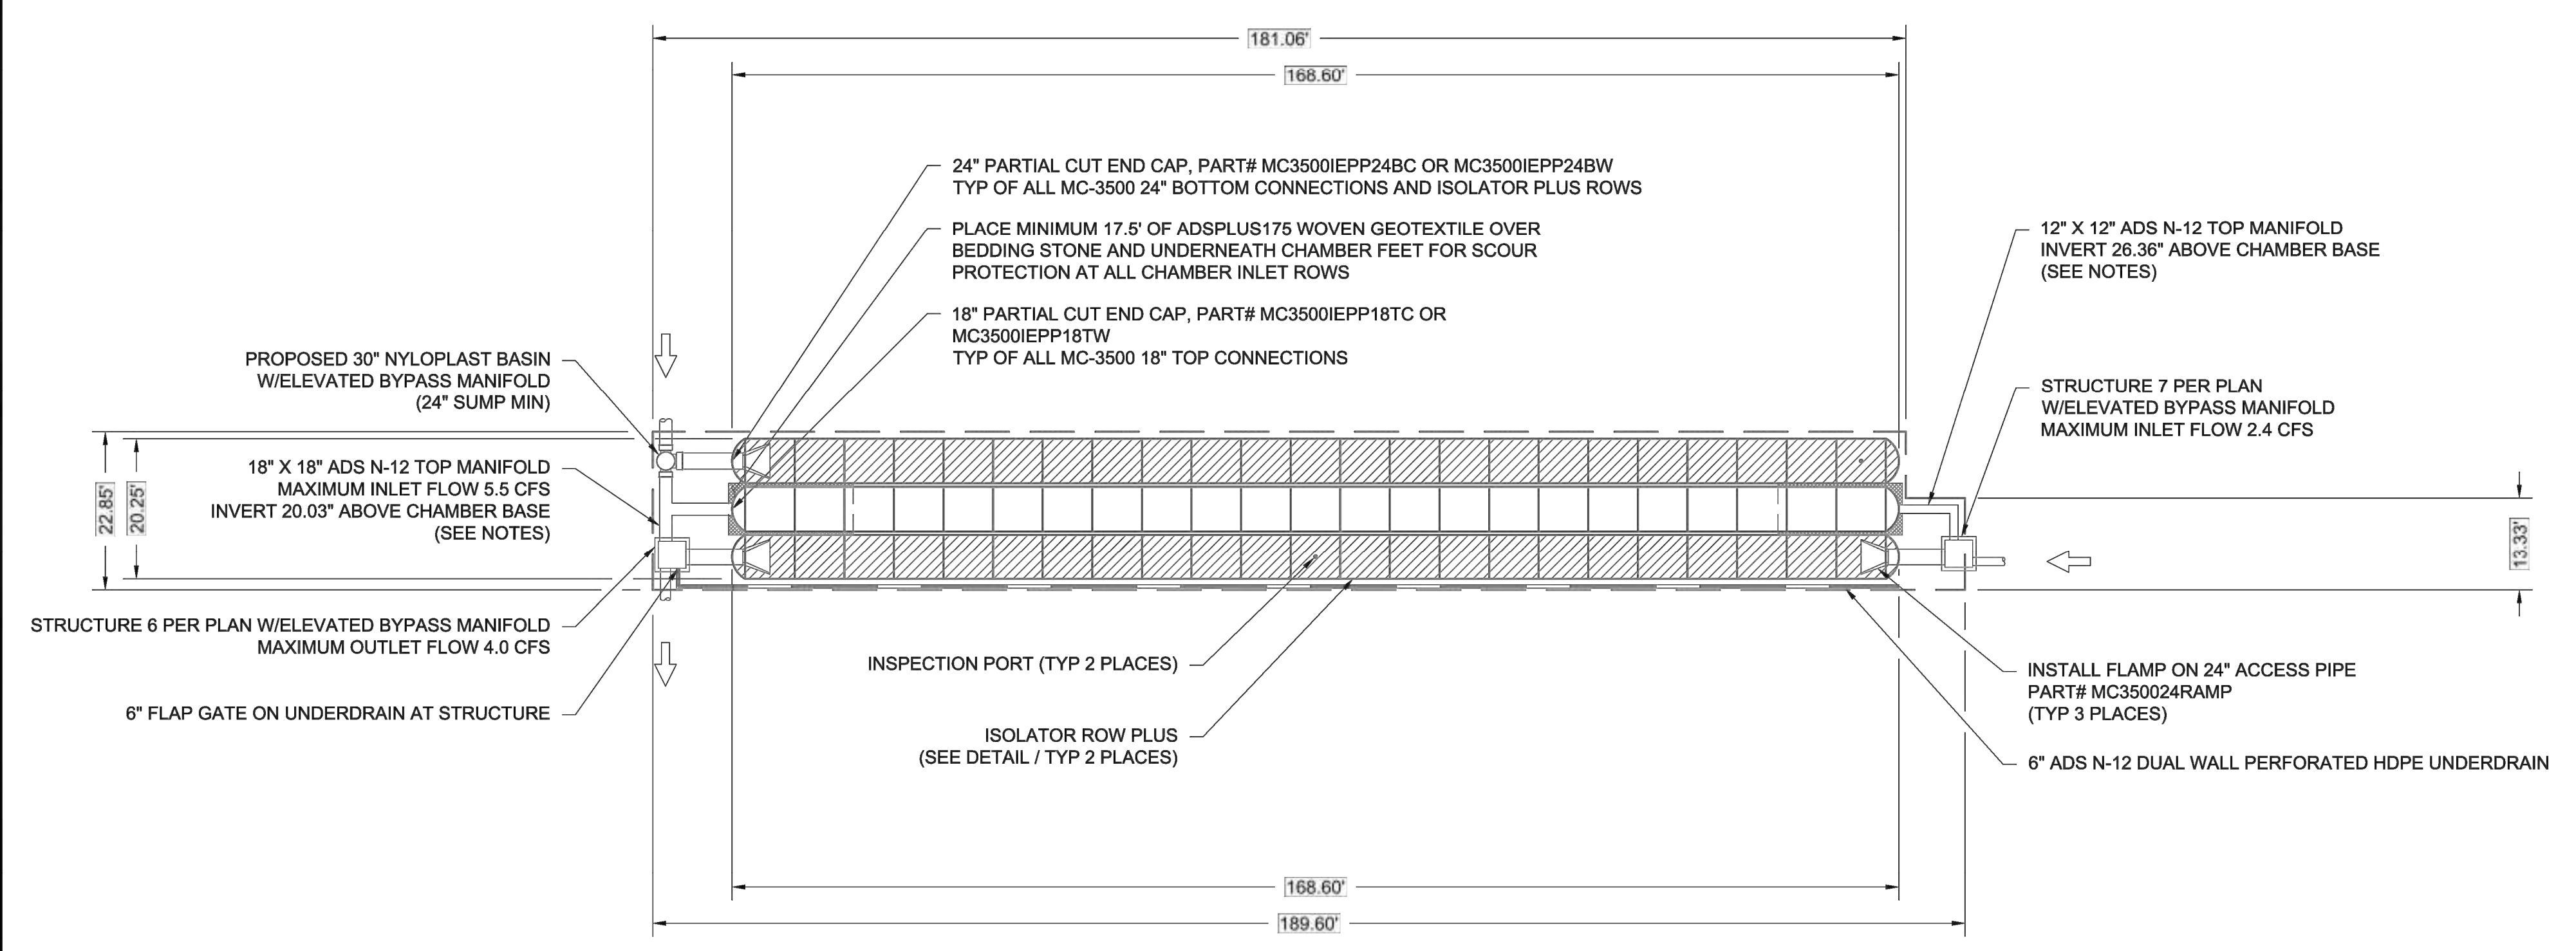 181.06'
168.60'
24" PARTIAL CUT END CAP, PART# MC3500IEPP24BC OR MC3500IEPP24BW
TYP OF ALL MC-3500 24" BOTTOM CONNECTIONS AND ISOLATOR PLUS ROWS
PLACE MINIMUM 17.5' OF ADSPLUS175 WOVEN GEOTEXTILE OVER
BEDDING STONE AND UNDERNEATH CHAMBER FEET FOR SCOUR
PROTECTION AT ALL CHAMBER INLET ROWS
18" PARTIAL CUT END CAP, PART# MC3500IEPP18TC OR
MC3500IEPP18TW
TYP OF ALL MC-3500 18" TOP CONNECTIONS
12" X 12" ADS N-12 TOP MANIFOLD
INVERT 26.36" ABOVE CHAMBER BASE
(SEE NOTES)
PROPOSED 30" NYLOPLAST BASIN
W/ELEVATED BYPASS MANIFOLD
(24" SUMP MIN)
STRUCTURE 7 PER PLAN
W/ELEVATED BYPASS MANIFOLD
MAXIMUM INLET FLOW 2.4 CFS
18" X 18" ADS N-12 TOP MANIFOLD
MAXIMUM INLET FLOW 5.5 CFS
INVERT 20.03" ABOVE CHAMBER BASE
(SEE NOTES)
22.85'
20.25'
13.33'
STRUCTURE 6 PER PLAN W/ELEVATED BYPASS MANIFOLD
MAXIMUM OUTLET FLOW 4.0 CFS
6" FLAP GATE ON UNDERDRAIN AT STRUCTURE
INSPECTION PORT (TYP 2 PLACES)
ISOLATOR ROW PLUS
(SEE DETAIL / TYP 2 PLACES)
INSTALL FLAMP ON 24" ACCESS PIPE
PART# MC350024RAMP
(TYP 3 PLACES)
6" ADS N-12 DUAL WALL PERFORATED HDPE UNDERDRAIN
168.60'
189.60'